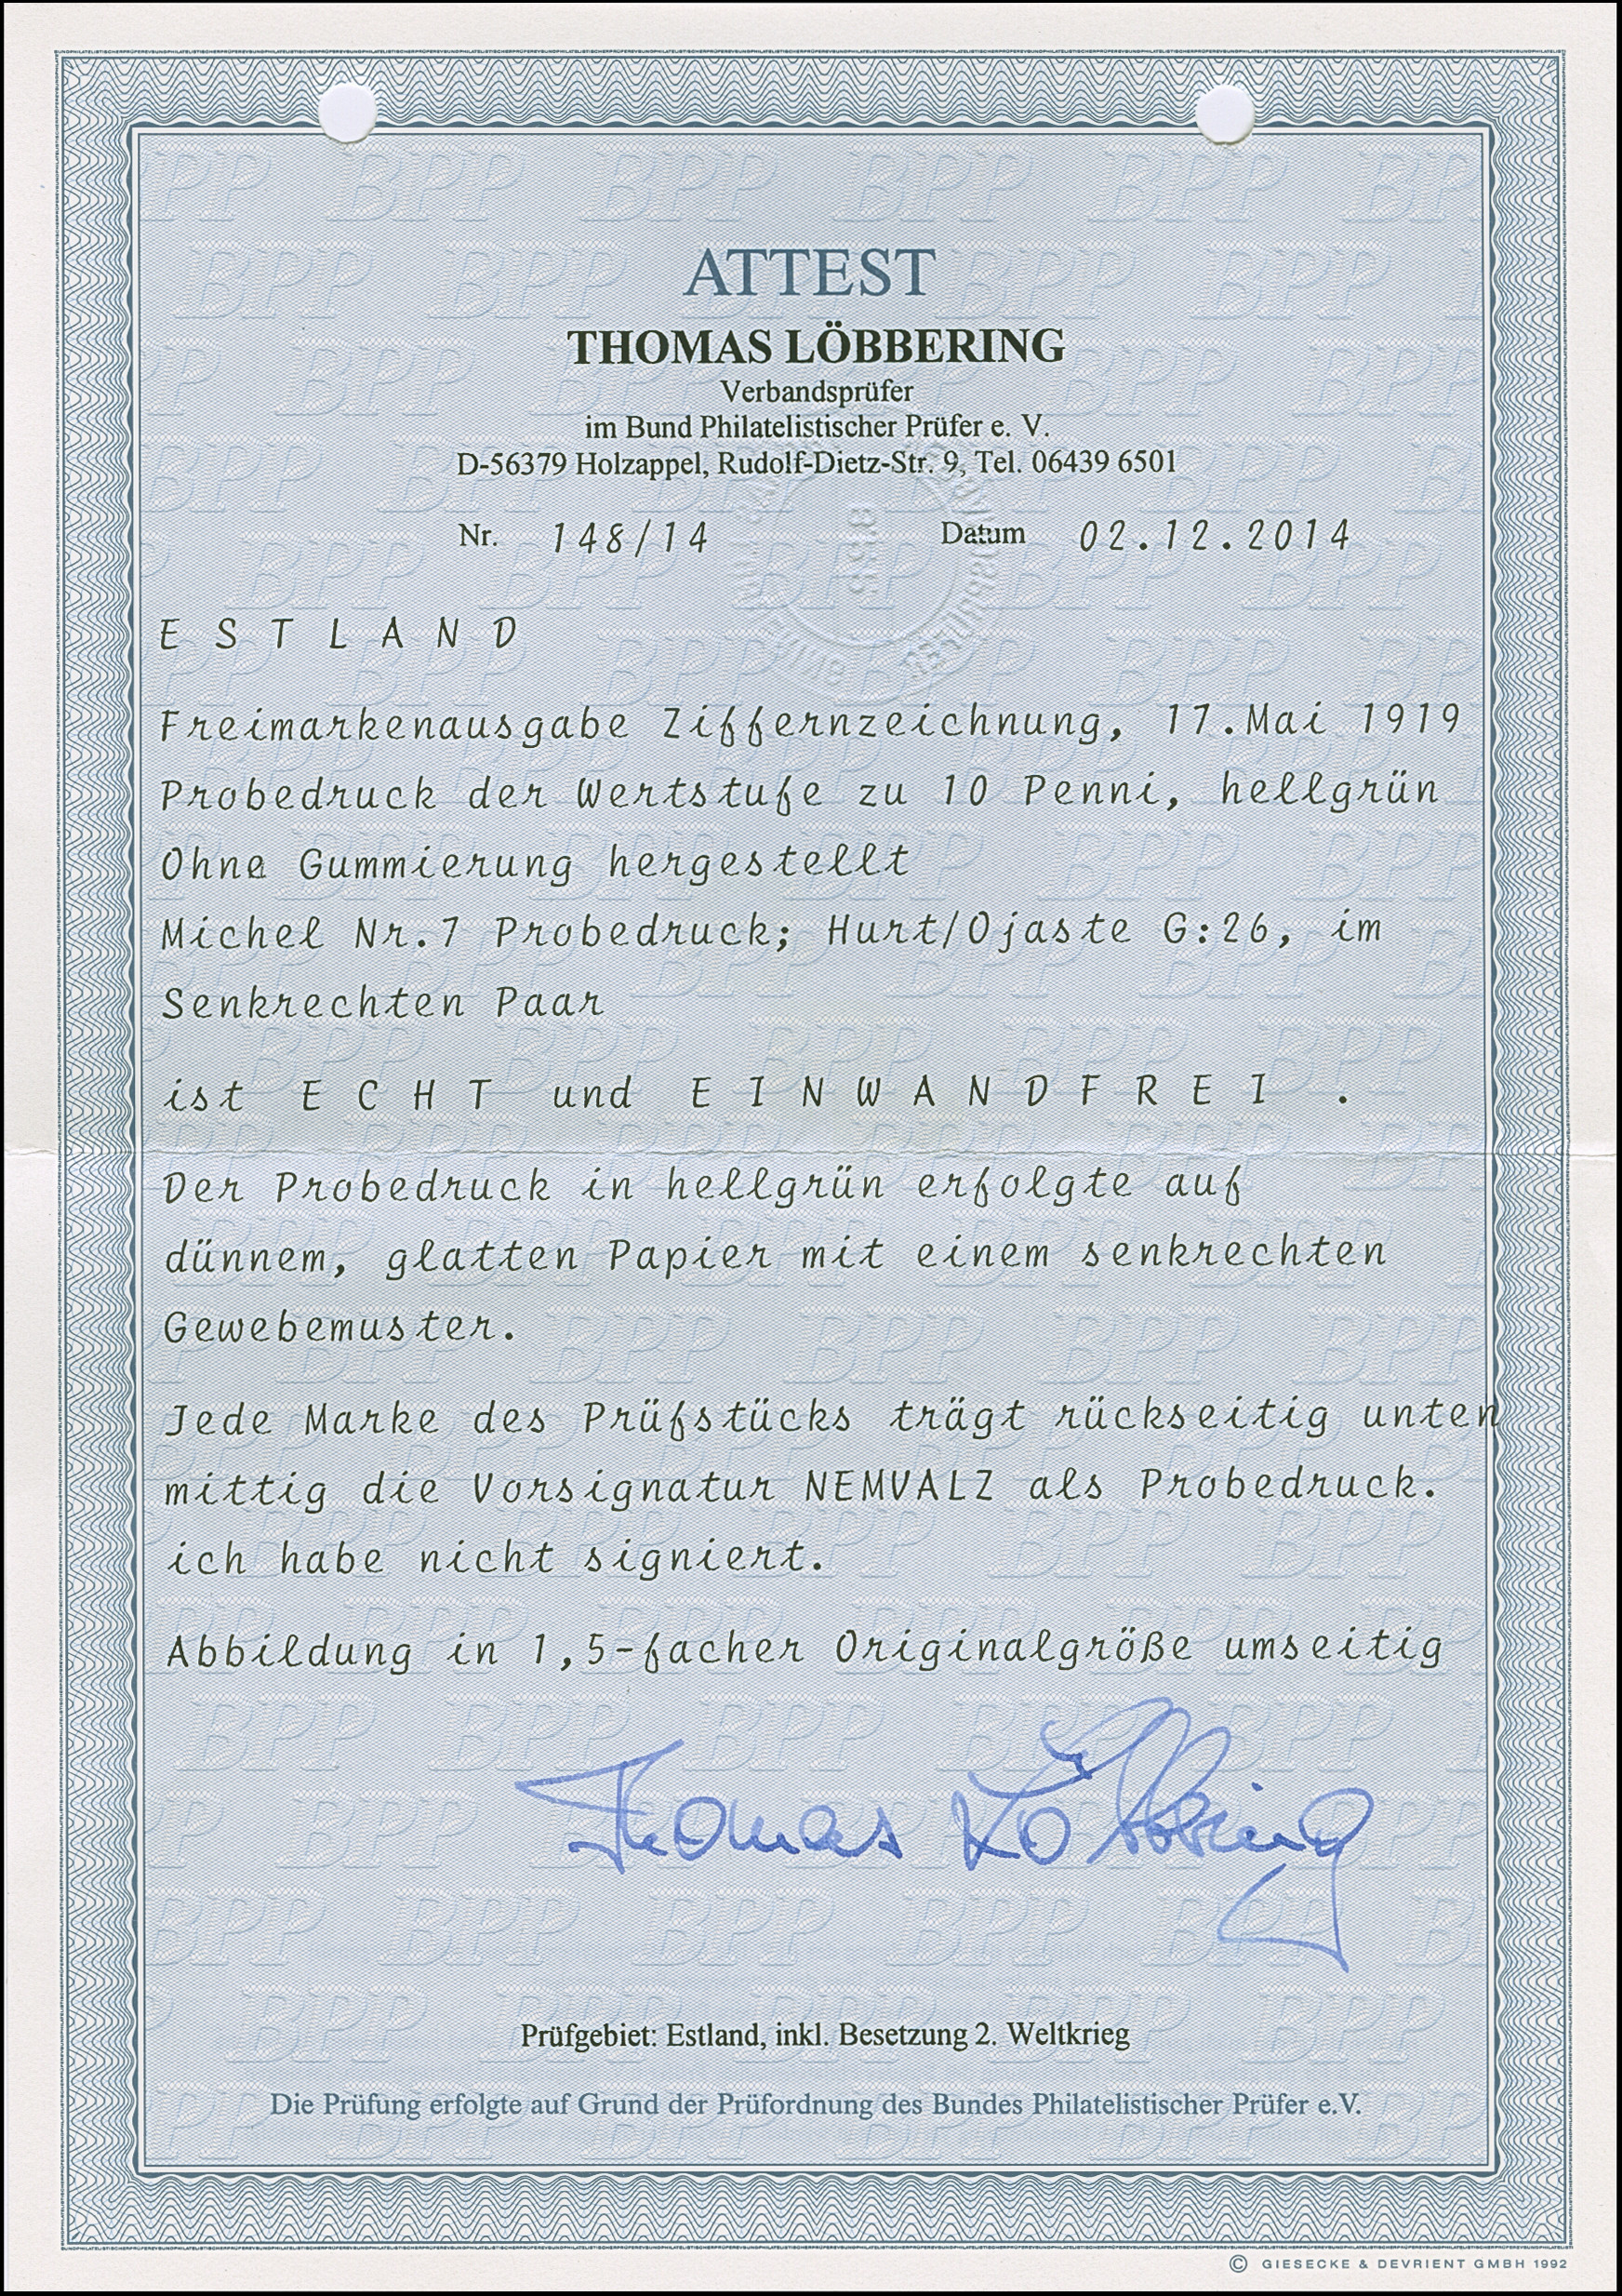 ATTEST
THOMAS LÖBBERING
Verbandsprüfer
im Bund Philatelistischer Prüfer e. V.
D-56379 Holzappel, Rudolf-Dietz-Str. 9, Tel. 06439 6501
Nr. 148/14 Datum 02.12.2014
E S T L A N D
Freimarkenausgabe Ziffernzeichnung, 17.Mai 1919
Probedruck der Wertstufe zu 10 Penni, hellgrün
Ohne Gummierung hergestellt
Michel Nr.7 Probedruck; Hurt/Ojaste G:26, im
Senkrechten Paar
ist E C H T und E I N W A N D F R E I .
Der Probedruck in hellgrün erfolgte auf
dünnem, glatten Papier mit einem senkrechten
Gewebemuster.
Jede Marke des Prüfstücks trägt rückseitig unten
mittig die Vorsignatur NEMVALZ als Probedruck.
ich habe nicht signiert.
Abbildung in 1,5-facher Originalgröße umseitig
Thomas Löbbering
Prüfgebiet: Estland, inkl. Besetzung 2. Weltkrieg
Die Prüfung erfolgte auf Grund der Prüfordnung des Bundes Philatelistischer Prüfer e.V.
© GIESECKE & DEVRIENT GMBH 1992